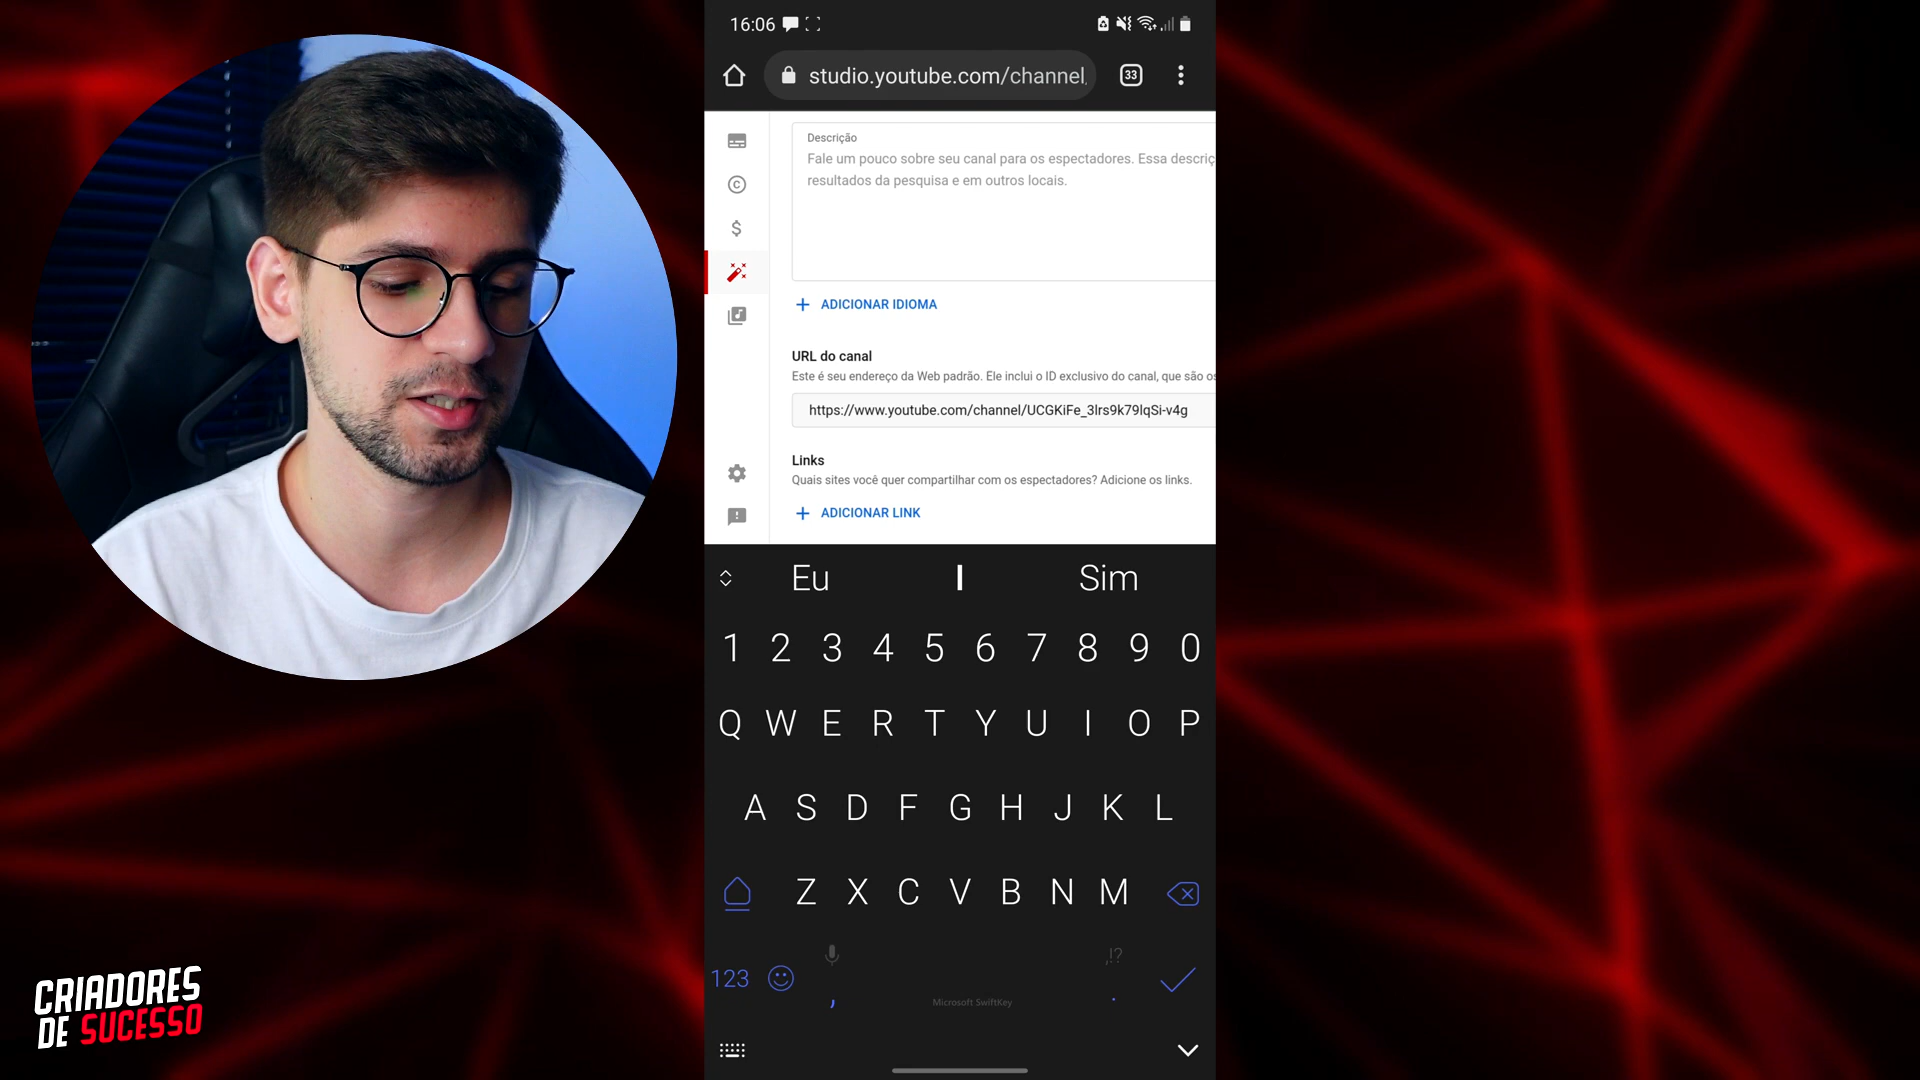 16:06
studio.youtube.com/channel
33
Descrição
Fale um pouco sobre seu canal para os espectadores. Essa descriç
resultados da pesquisa e em outros locais.
ADICIONAR IDIOMA
URL do canal
Este é seu endereço da Web padrão. Ele inclui o ID exclusivo do canal, que são os
https://www.youtube.com/channel/UCGKiFe_3lrs9k79lqSi-v4g
Links
Quais sites você quer compartilhar com os espectadores? Adicione os links.
ADICIONAR LINK
Eu I Sim
1 2 3 4 5 6 7 8 9 0
Q W E R T Y U I O P
A S D F G H J K L
Z X C V B N M
,!?
123 , .
Microsoft SwiftKey
CRIADORES
DE SUCESSO